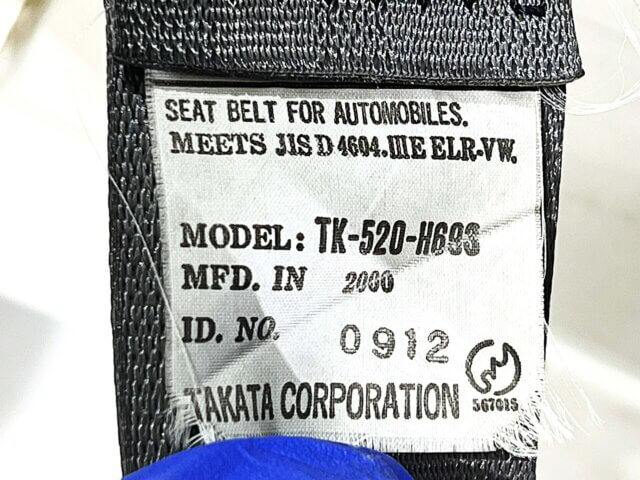 SEAT BELT FOR AUTOMOBILES.
MEETS JIS D 4604.IIIE ELR-VW.
MODEL: TK-520-H693
MFD. IN 2000
ID. NO. 0912
TAKATA CORPORATION
567015